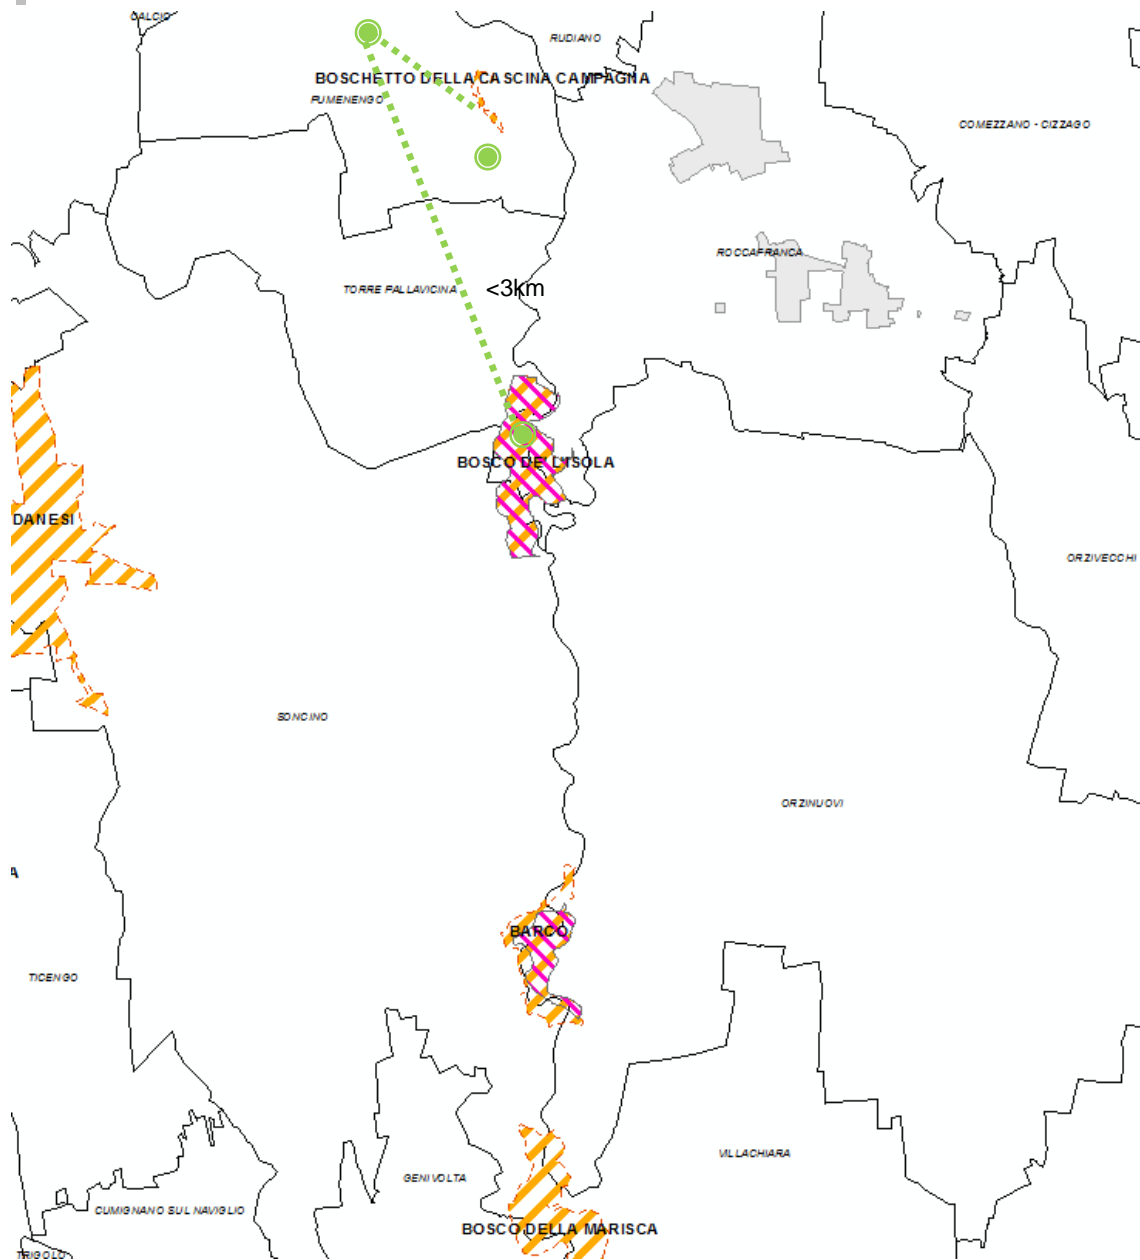 CALCIO
RUDIANO
BOSCHETTO DELLA CASCINA CAMPAGNA
PUMENENGO
COMEZZANO - CIZZAGO
ROCCAFRANCA
TORRE PALLAVICINA
<3km
BOSCO DE' L'ISOLA
DANESI
ORZIVECCHI
SONCINO
ORZINUOVI
A
BARCO
TICENGO
VILLACHIARA
GENIVOLTA
CUMIGNANO SUL NAVIGLIO
BOSCO DELLA MARISCA
TRIGOLO